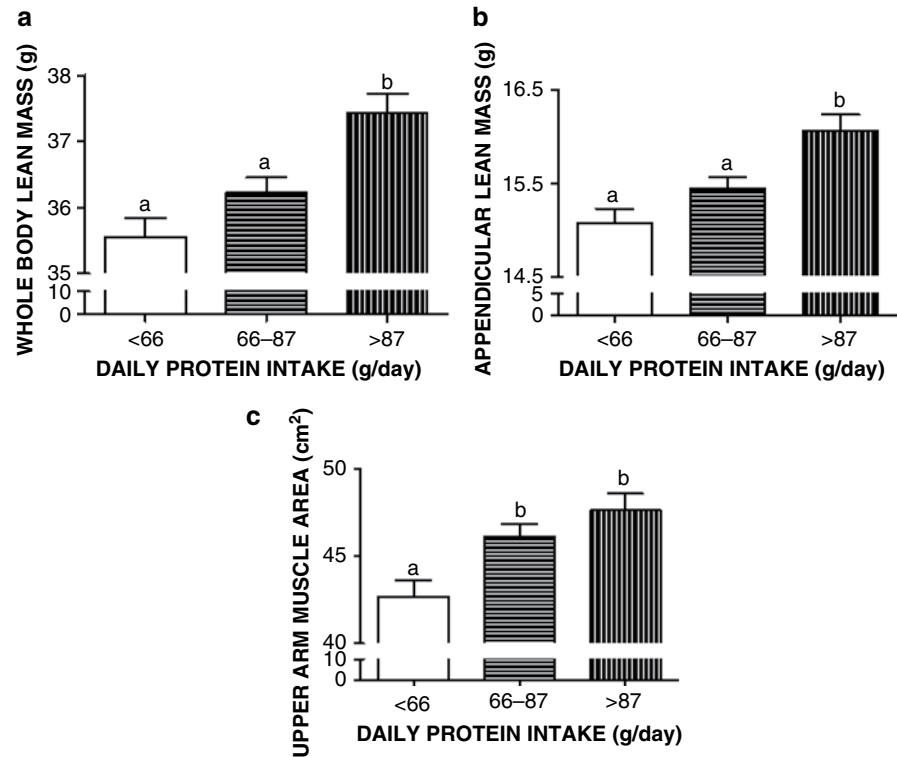 a
WHOLE BODY LEAN MASS (g)
38
37
36
35
10
0
a
a
b
<66
66–87
>87
DAILY PROTEIN INTAKE (g/day)
b
APPENDICULAR LEAN MASS (g)
16.5
15.5
14.5
5
0
a
a
b
<66
66–87
>87
DAILY PROTEIN INTAKE (g/day)
c
UPPER ARM MUSCLE AREA (cm²)
50
45
40
10
0
a
b
b
<66
66–87
>87
DAILY PROTEIN INTAKE (g/day)